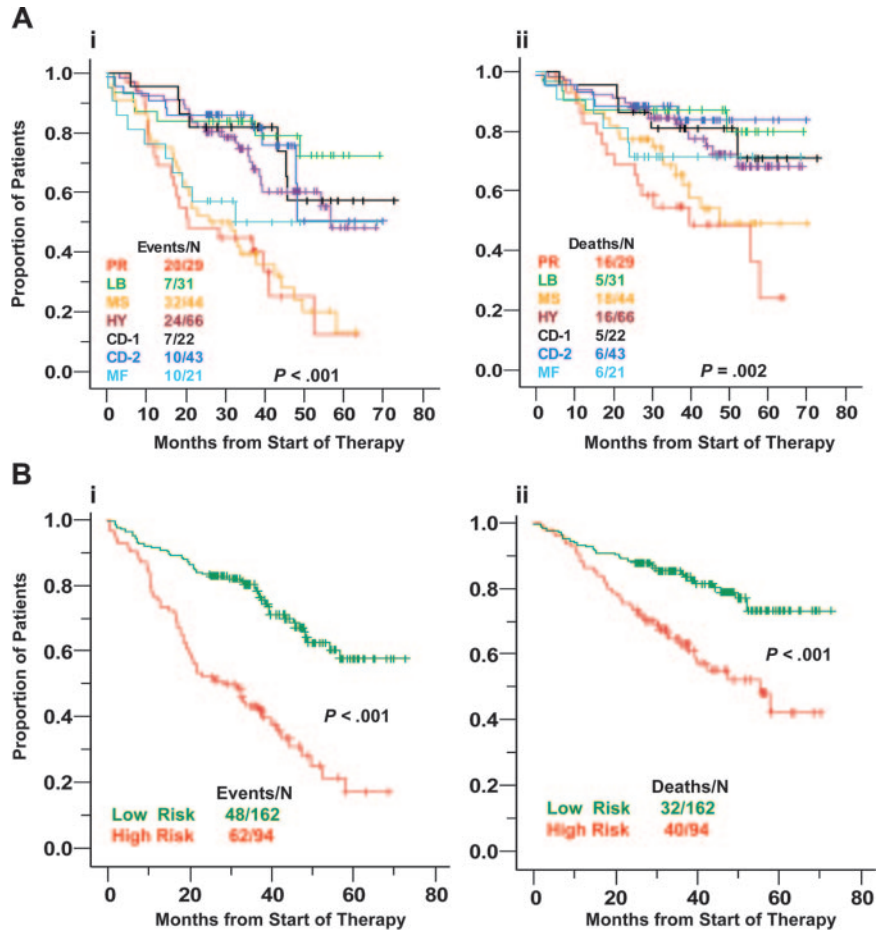 A
i
ii
Proportion of Patients
1.0
0.8
0.6
0.4
0.2
0.0
Events/N
PR 20/29
LB 7/31
MS 32/44
HY 24/66
CD-1 7/22
CD-2 10/43
MF 10/21
P < .001
0 10 20 30 40 50 60 70 80
Months from Start of Therapy
1.0
0.8
0.6
0.4
0.2
0.0
Deaths/N
PR 16/29
LB 5/31
MS 18/44
HY 16/66
CD-1 5/22
CD-2 6/43
MF 6/21
P = .002
0 10 20 30 40 50 60 70 80
Months from Start of Therapy
B
i
ii
Proportion of Patients
1.0
0.8
0.6
0.4
0.2
0.0
P < .001
Events/N
Low Risk 48/162
High Risk 62/94
0 20 40 60 80
Months from Start of Therapy
1.0
0.8
0.6
0.4
0.2
0.0
P < .001
Deaths/N
Low Risk 32/162
High Risk 40/94
0 20 40 60 80
Months from Start of Therapy